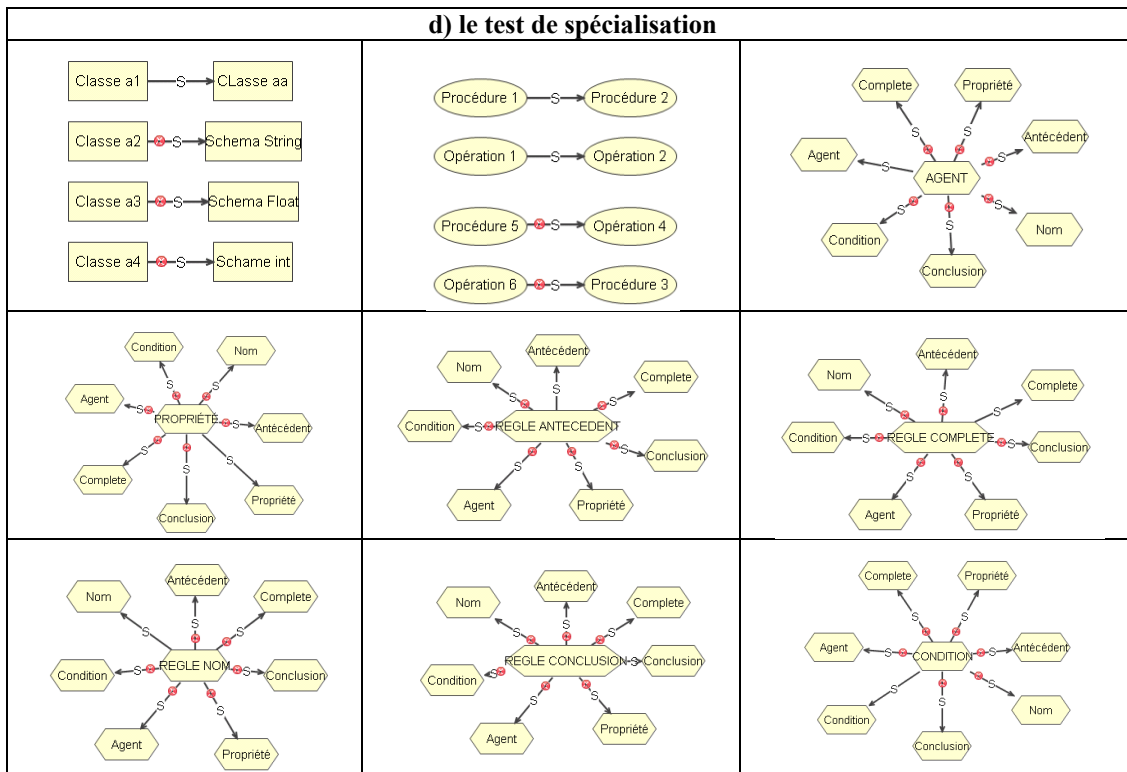 d) le test de spécialisation
Classe a1 S CLasse aa
Classe a2 S Schema String
Classe a3 S Schema Float
Classe a4 S Schame int
Procédure 1 S Procédure 2
Opération 1 S Opération 2
Procédure 5 S Opération 4
Opération 6 S Procédure 3
Complete Propriété
S S
Agent S S Antécédent
AGENT
S S S
Condition Nom
Conclusion
Condition Nom
S S
Agent S PROPRIÉTÉ S Antécédent
S S S
Complete Propriété
Conclusion
Antécédent
Nom Complete
S S S
Condition S REGLE ANTECEDENT
S Conclusion
S S
Agent Propriété
Antécédent
Nom Complete
S S S
Condition S REGLE COMPLETE S Conclusion
S S
Agent Propriété
Antécédent
Nom Complete
S S S
Condition S REGLE NOM S Conclusion
S S
Agent Propriété
Antécédent
Nom Complete
S S S
REGLE CONCLUSION S Conclusion
Condition S
S S
Agent Propriété
Complete Propriété
S S
Agent S CONDITION S Antécédent
S S S
Condition Nom
Conclusion